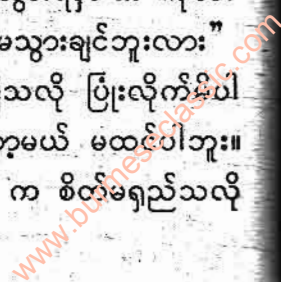 မသွားချင်ဘူးလား"
သလို ပြုံးလိုက်မိပါ
မယ် မထင်ပါဘူး။
က စိတ်မရှည်သလို
www.burmeseclassic.com